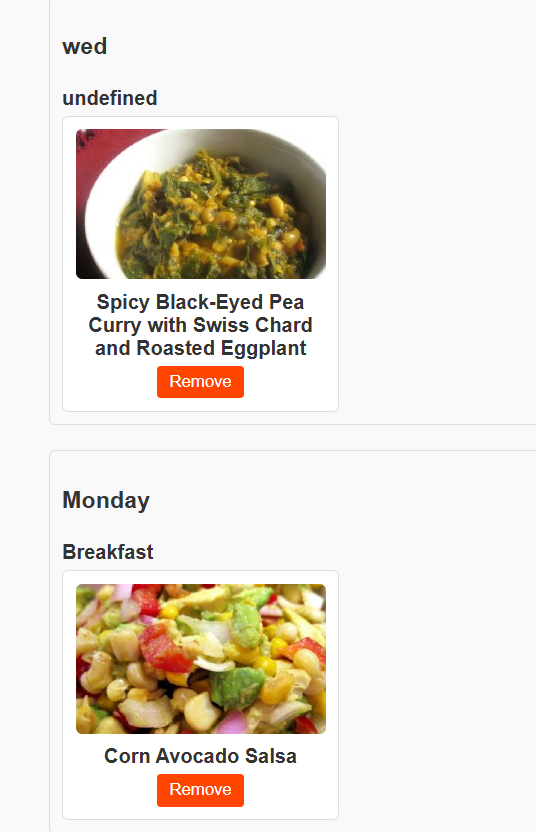 wed
undefined
Spicy Black-Eyed Pea
Curry with Swiss Chard
and Roasted Eggplant
Remove
Monday
Breakfast
Corn Avocado Salsa
Remove